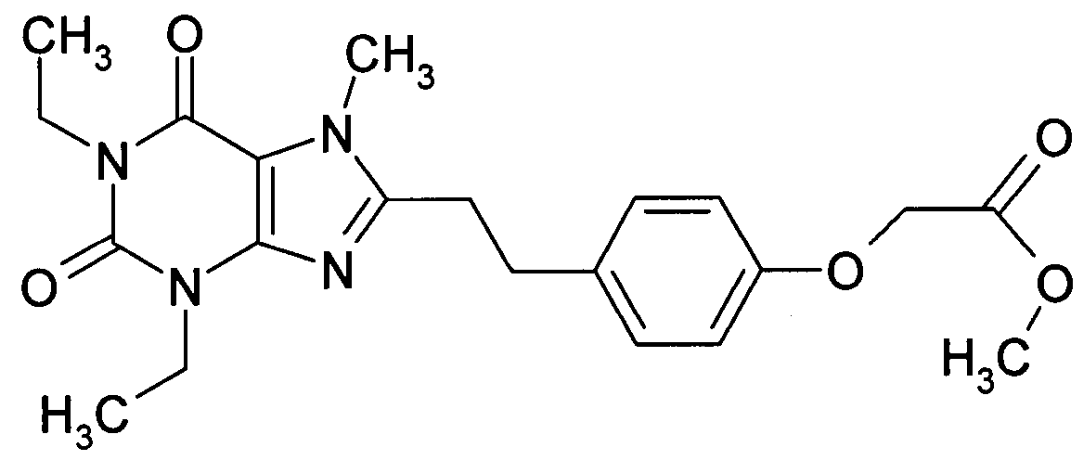 CH3 O CH3
N N O
O N N O O
H3C H3C